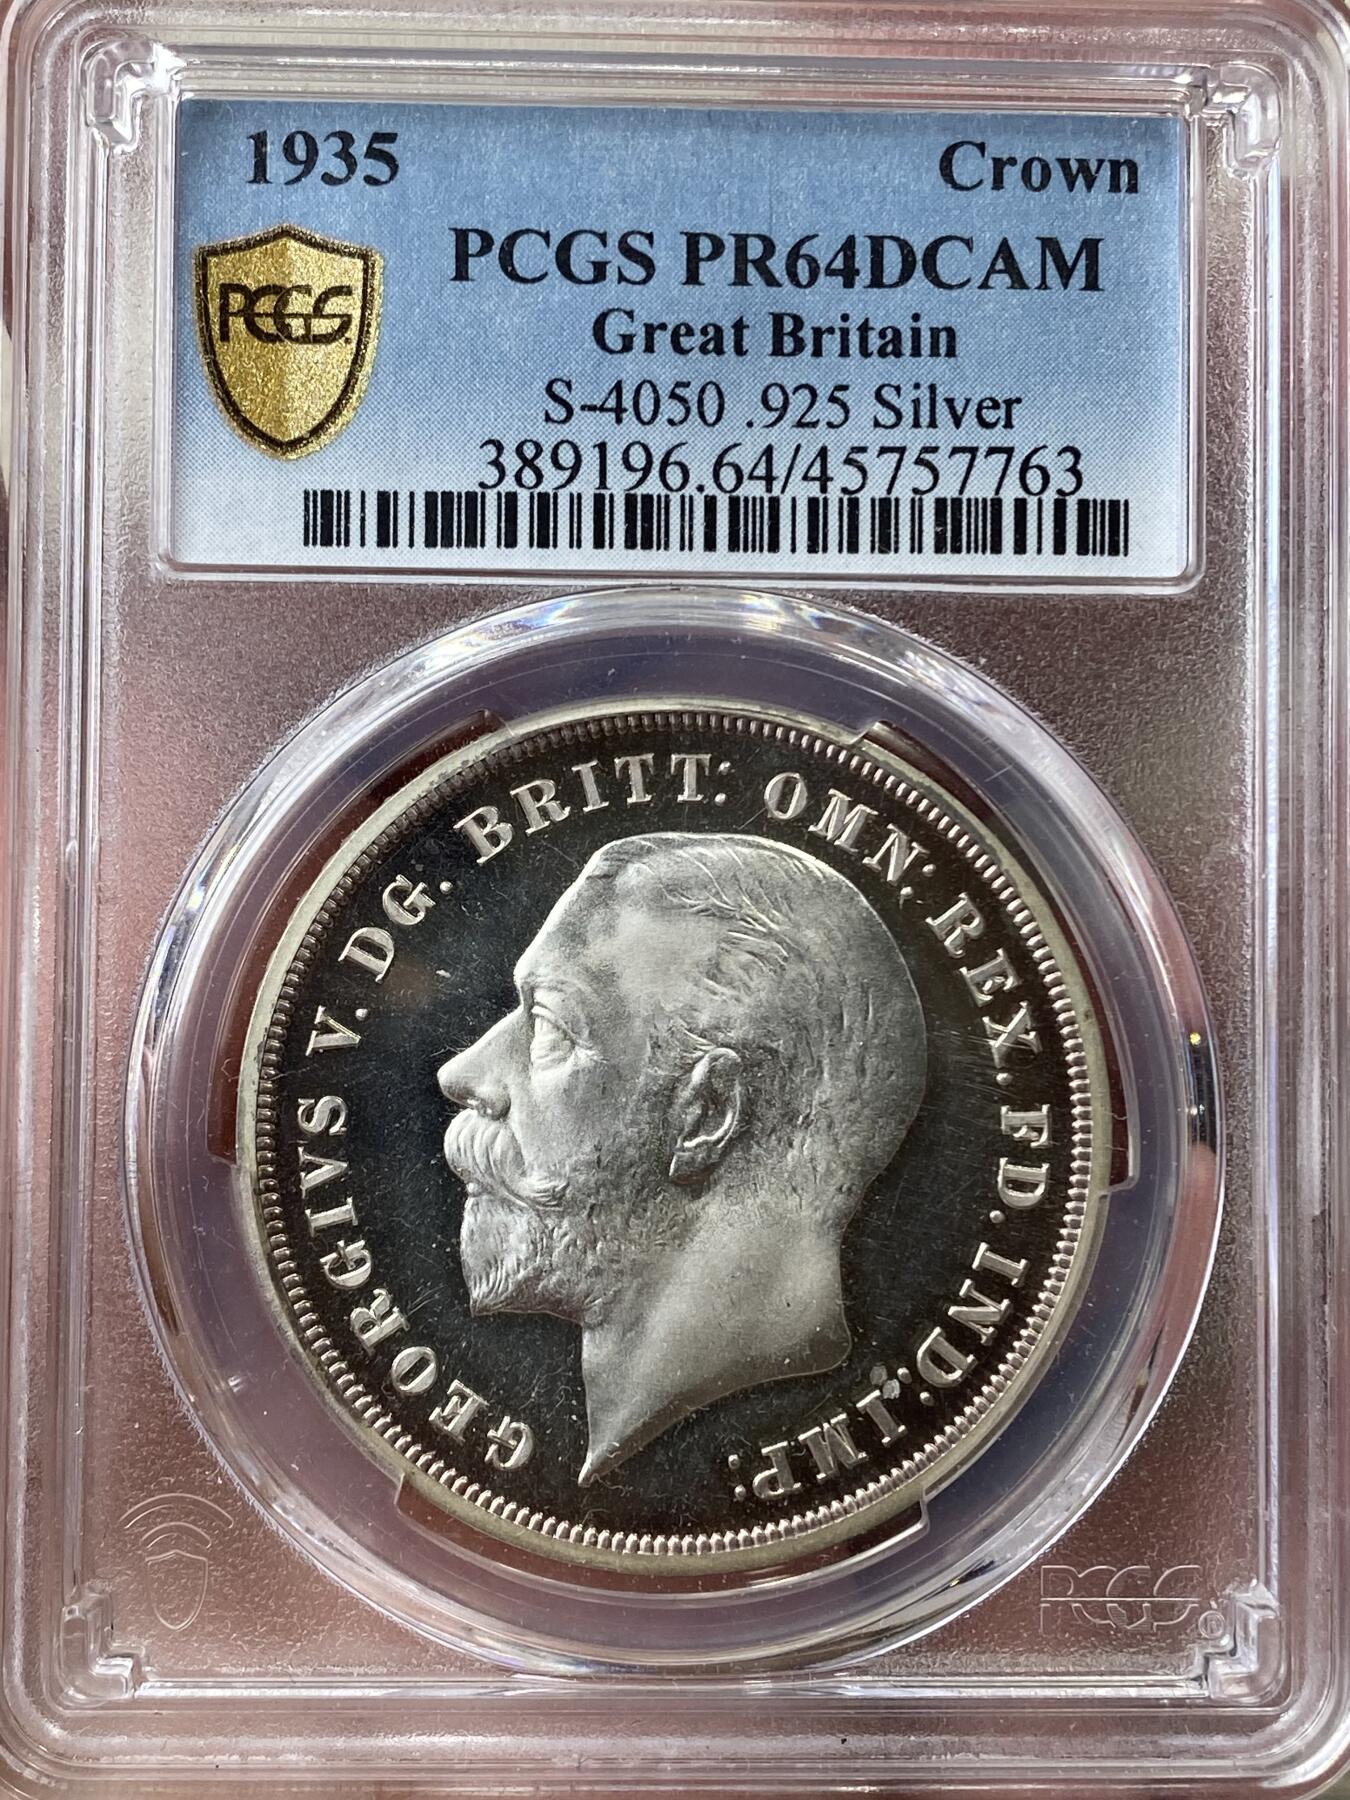 1935 Crown
PCGS
PCGS PR64DCAM
Great Britain
S-4050 .925 Silver
389196.64/45757763
GEORGIVS V. DG. BRITT: OMN: REX. FD. IND: IMP:
PCGS